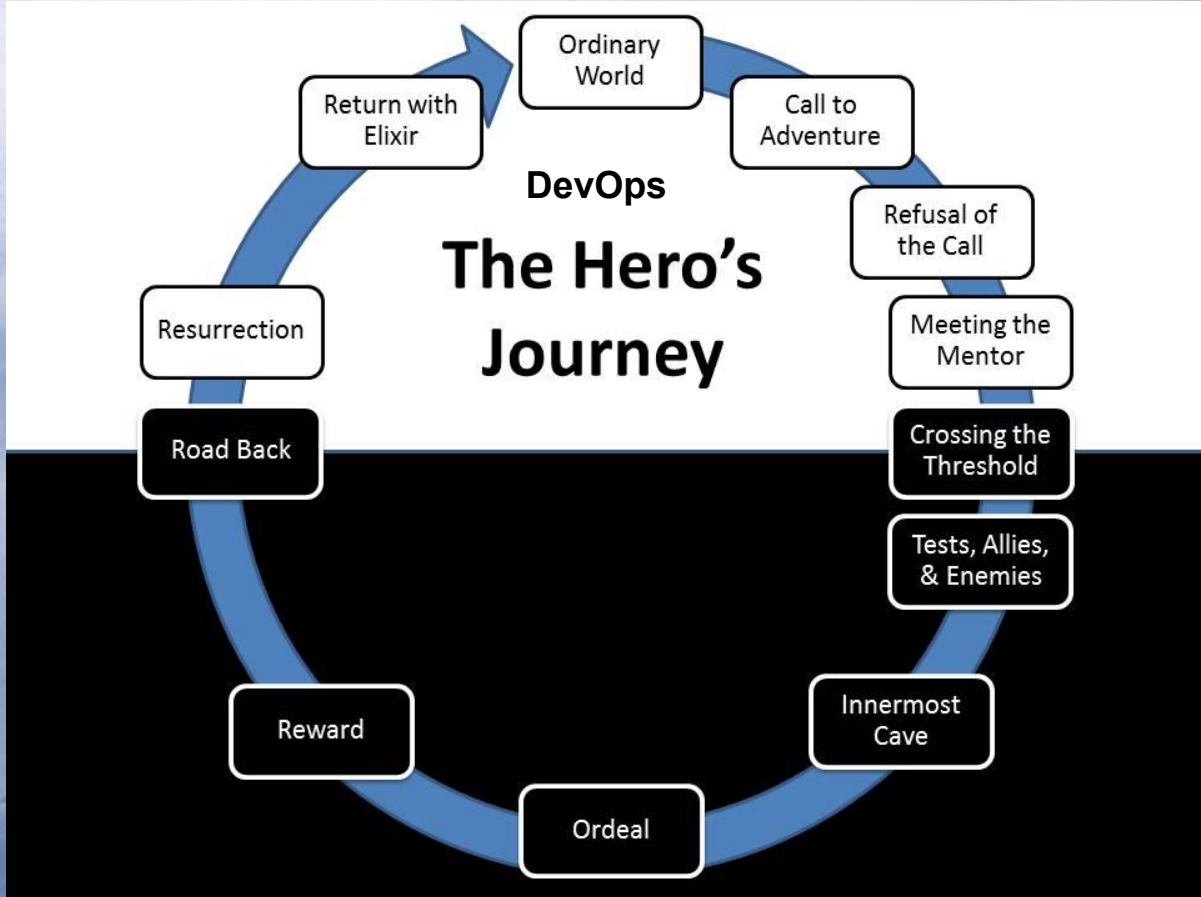 Ordinary
World
Call to
Adventure
Refusal of
the Call
Meeting the
Mentor
Crossing the
Threshold
Tests, Allies,
& Enemies
Innermost
Cave
Ordeal
Reward
Road Back
Resurrection
Return with
Elixir
DevOps
The Hero’s
Journey